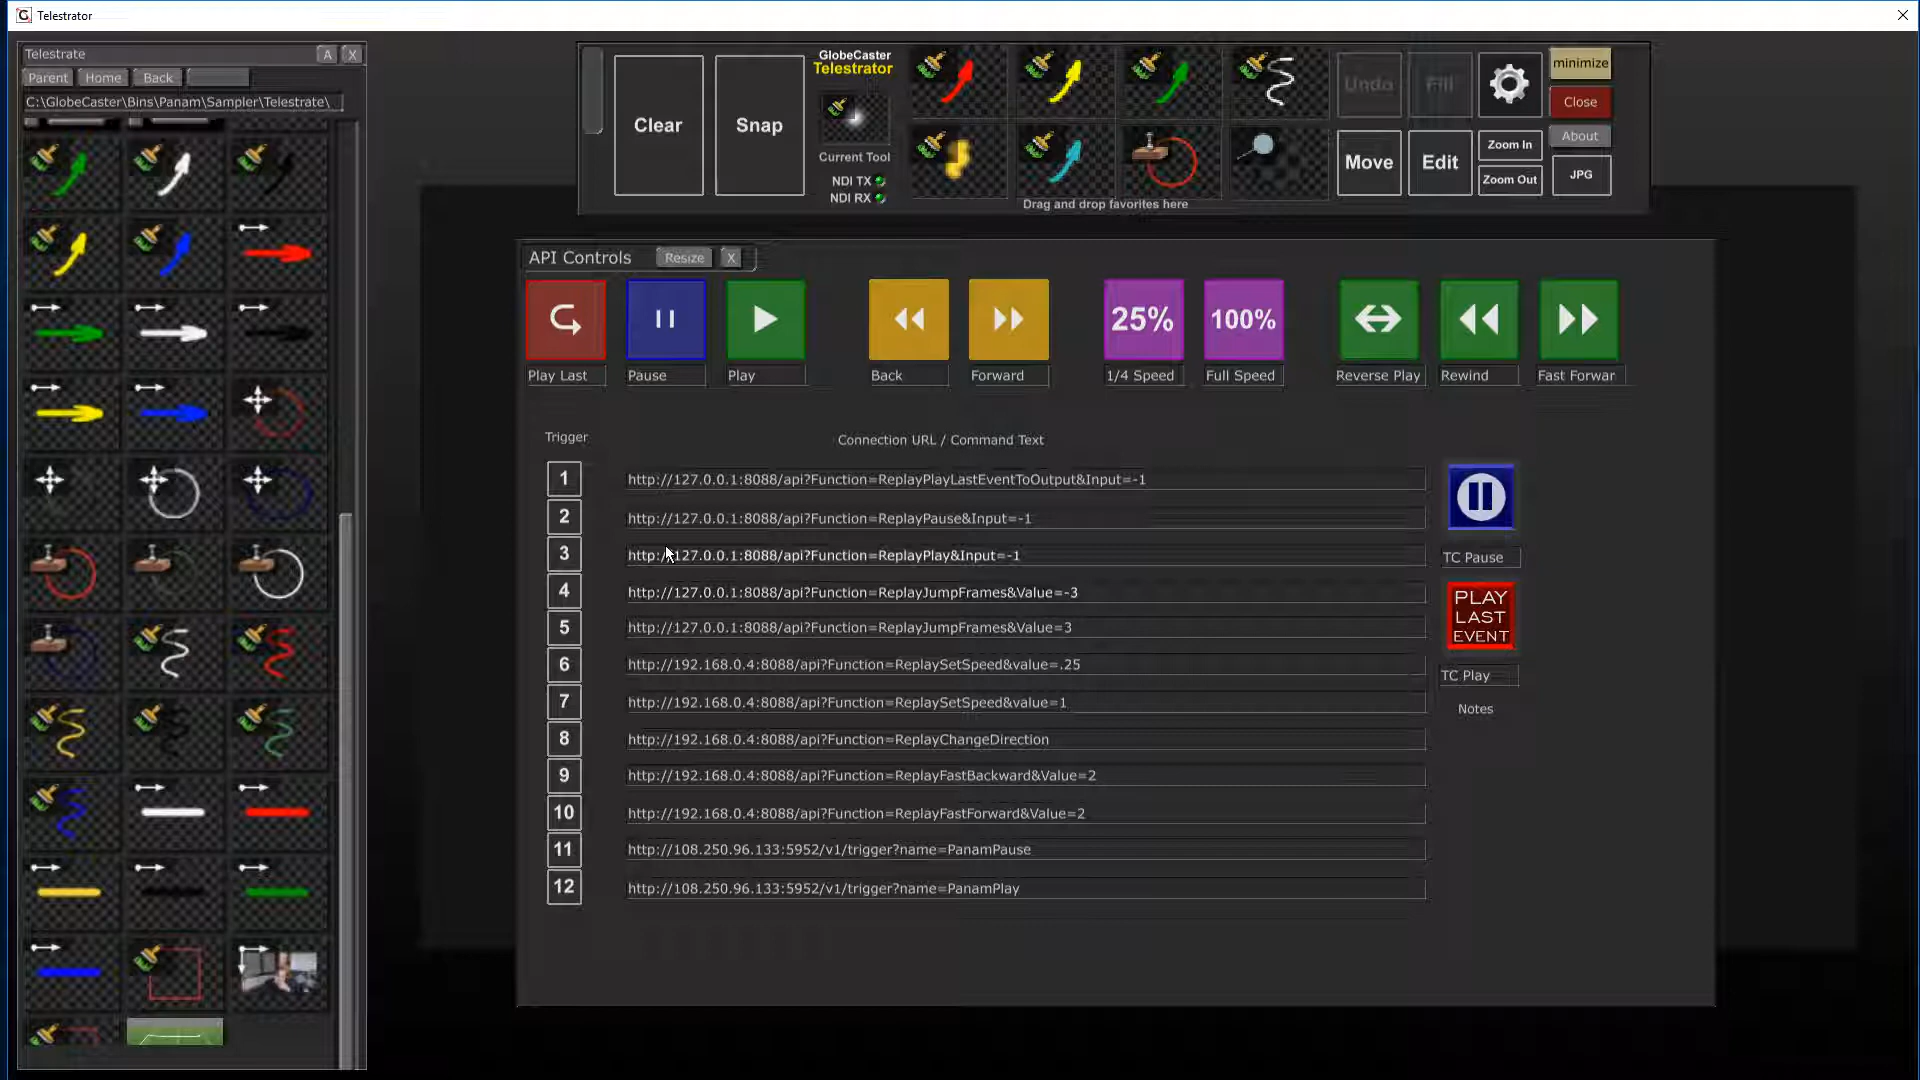 Telestrator
Telestrate
A
X
Parent
Home
Back
C:\GlobeCaster\Bins\Panam\Sampler\Telestrate\
Clear
Snap
GlobeCaster
Telestrator
Current Tool
NDI TX
NDI RX
Drag and drop favorites here
Undo
Fill
Move
Edit
Zoom In
Zoom Out
minimize
Close
About
JPG
API Controls
Resize
X
25%
100%
Play Last
Pause
Play
Back
Forward
1/4 Speed
Full Speed
Reverse Play
Rewind
Fast Forwar
Trigger
Connection URL / Command Text
1 http://127.0.0.1:8088/api?Function=ReplayPlayLastEventToOutput&Input=-1
2 http://127.0.0.1:8088/api?Function=ReplayPause&Input=-1
3 http://127.0.0.1:8088/api?Function=ReplayPlay&Input=-1
4 http://127.0.0.1:8088/api?Function=ReplayJumpFrames&Value=-3
5 http://127.0.0.1:8088/api?Function=ReplayJumpFrames&Value=3
6 http://192.168.0.4:8088/api?Function=ReplaySetSpeed&value=.25
7 http://192.168.0.4:8088/api?Function=ReplaySetSpeed&value=1
8 http://192.168.0.4:8088/api?Function=ReplayChangeDirection
9 http://192.168.0.4:8088/api?Function=ReplayFastBackward&Value=2
10 http://192.168.0.4:8088/api?Function=ReplayFastForward&Value=2
11 http://108.250.96.133:5952/v1/trigger?name=PanamPause
12 http://108.250.96.133:5952/v1/trigger?name=PanamPlay
TC Pause
PLAY
LAST
EVENT
TC Play
Notes